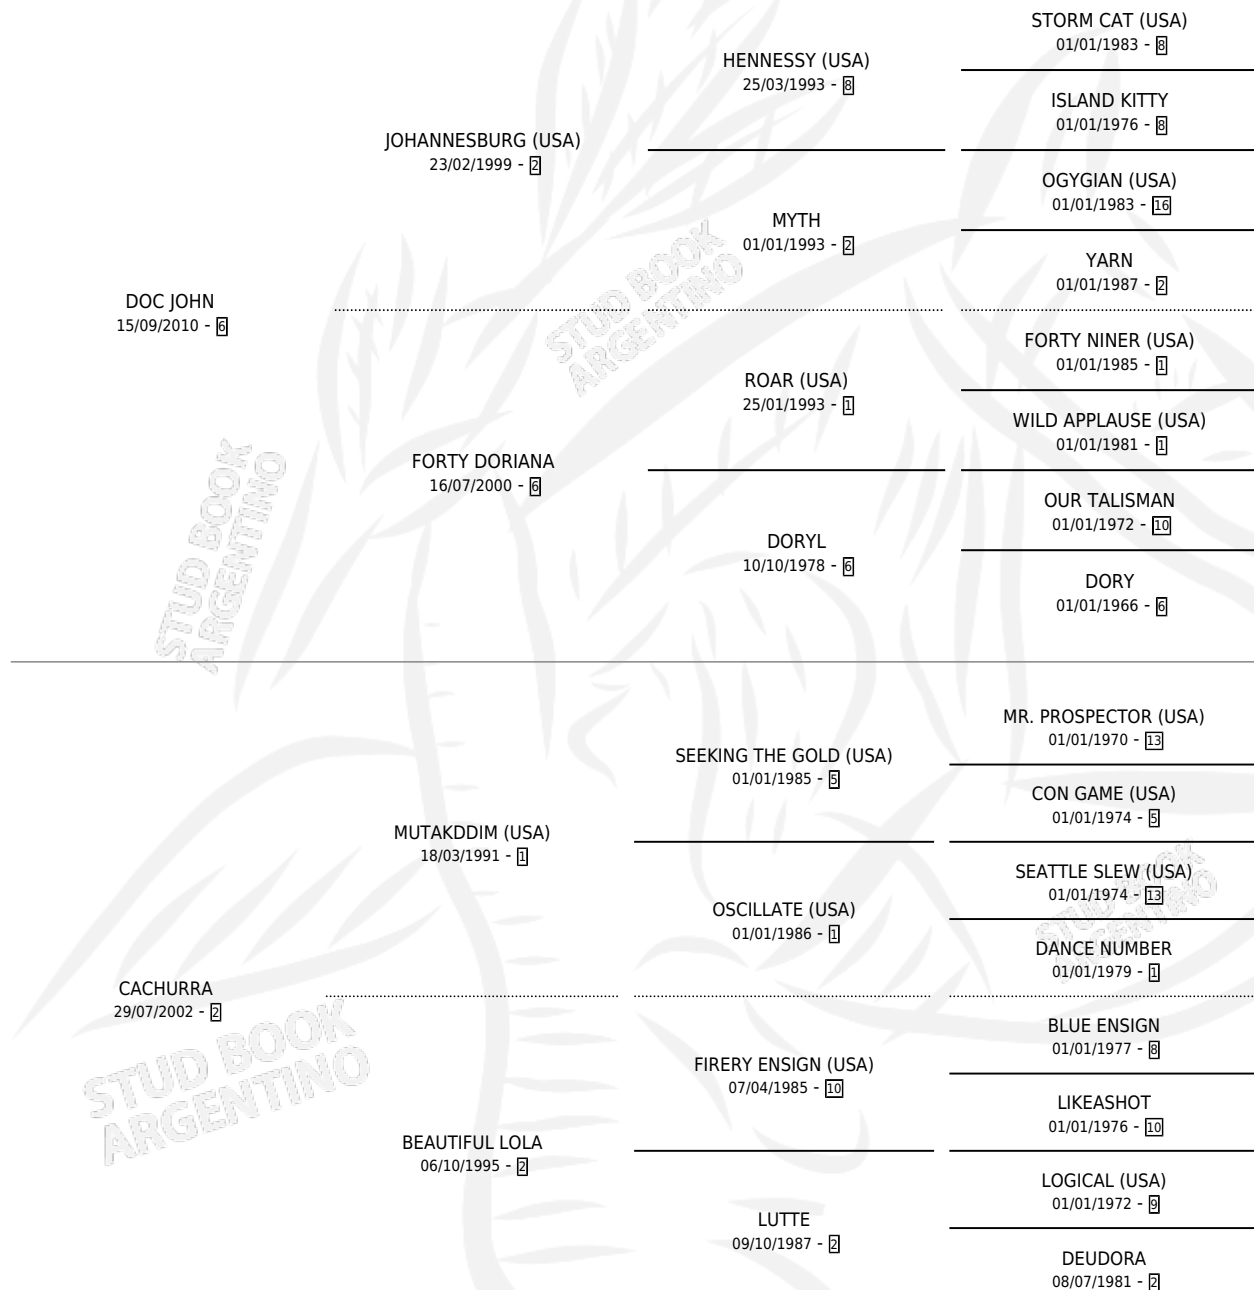 STORM CAT (USA)
01/01/1983 - 8
HENNESSY (USA)
25/03/1993 - 8
ISLAND KITTY
01/01/1976 - 8
JOHANNESBURG (USA)
23/02/1999 - 2
OGYGIAN (USA)
01/01/1983 - 16
MYTH
01/01/1993 - 2
YARN
01/01/1987 - 2
DOC JOHN
15/09/2010 - 6
FORTY NINER (USA)
01/01/1985 - 1
ROAR (USA)
25/01/1993 - 1
WILD APPLAUSE (USA)
01/01/1981 - 1
FORTY DORIANA
16/07/2000 - 6
OUR TALISMAN
01/01/1972 - 10
DORYL
10/10/1978 - 6
DORY
01/01/1966 - 6
STUD BOOK
ARGENTINO
STUD BOOK
ARGENTINO
MR. PROSPECTOR (USA)
01/01/1970 - 13
SEEKING THE GOLD (USA)
01/01/1985 - 5
CON GAME (USA)
01/01/1974 - 5
MUTAKDDIM (USA)
18/03/1991 - 1
SEATTLE SLEW (USA)
01/01/1974 - 13
OSCILLATE (USA)
01/01/1986 - 1
DANCE NUMBER
01/01/1979 - 1
STUD BOOK
ARGENTINO
CACHURRA
29/07/2002 - 2
BLUE ENSIGN
01/01/1977 - 8
FIRERY ENSIGN (USA)
07/04/1985 - 10
LIKEASHOT
01/01/1976 - 10
BEAUTIFUL LOLA
06/10/1995 - 2
LOGICAL (USA)
01/01/1972 - 9
LUTTE
09/10/1987 - 2
DEUDORA
08/07/1981 - 2
STUD BOOK
ARGENTINO